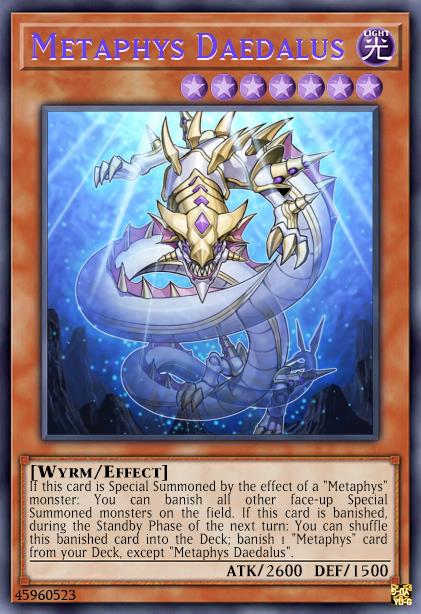 METAPHYS DAEDALUS
LIGHT
光
[WYRM/EFFECT]
If this card is Special Summoned by the effect of a "Metaphys"
monster: You can banish all other face-up Special
Summoned monsters on the field. If this card is banished,
during the Standby Phase of the next turn: You can shuffle
this banished card into the Deck; banish 1 "Metaphys" card
from your Deck, except "Metaphys Daedalus".
ATK/2600 DEF/1500
45960523